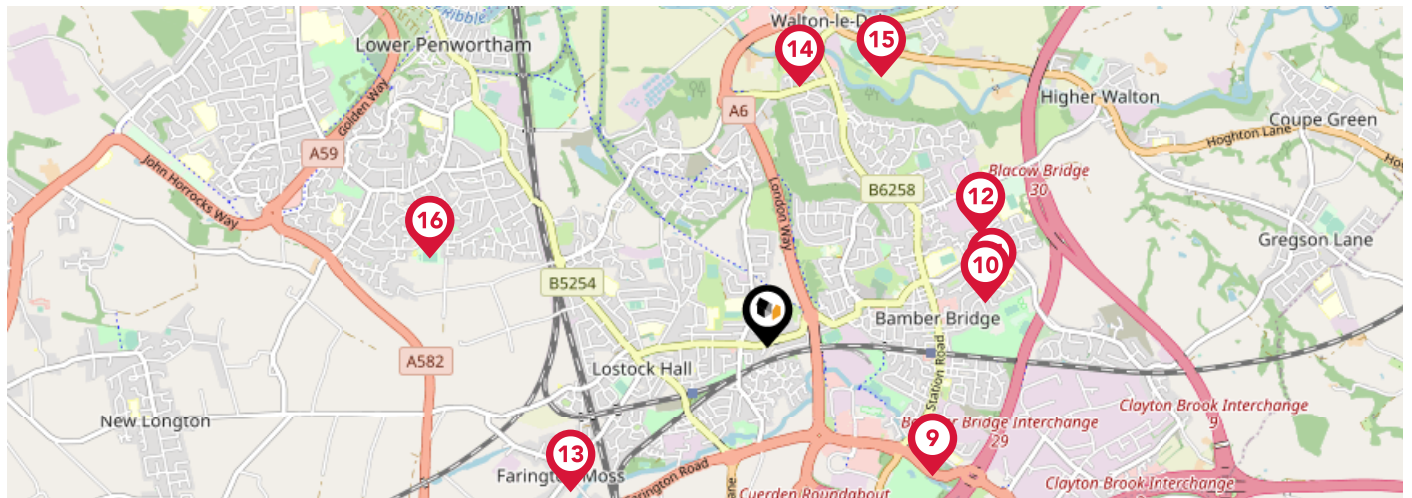 Ribble
Walton-le-D
Lower Penwortham
14
15
A6
Higher Walton
Golden Way
Coupe Green
Hoghton Lane
A59
John Horrocks Way
Blacow Bridge
30
B6258
12
London Way
16
Gregson Lane
10
B5254
Bamber Bridge
A582
Lostock Hall
Station Road
New Longton
Clayton Brook Interchange
9
Bridge Interchange
29
9
13
Farington Moss
Farington Road
Cuerden Roundabout
Clayton Brook Interchange